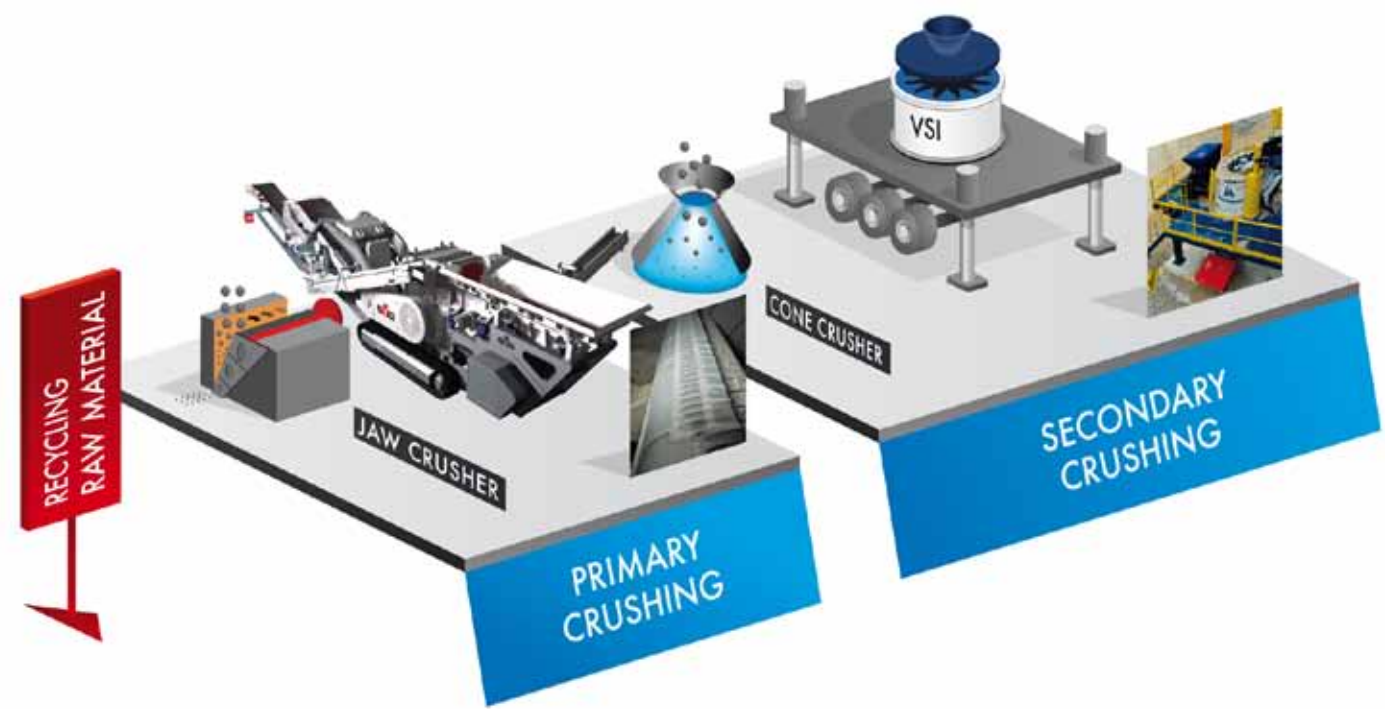 RECYCLING
RAW MATERIAL
JAW CRUSHER
PRIMARY
CRUSHING
VSI
CONE CRUSHER
SECONDARY
CRUSHING